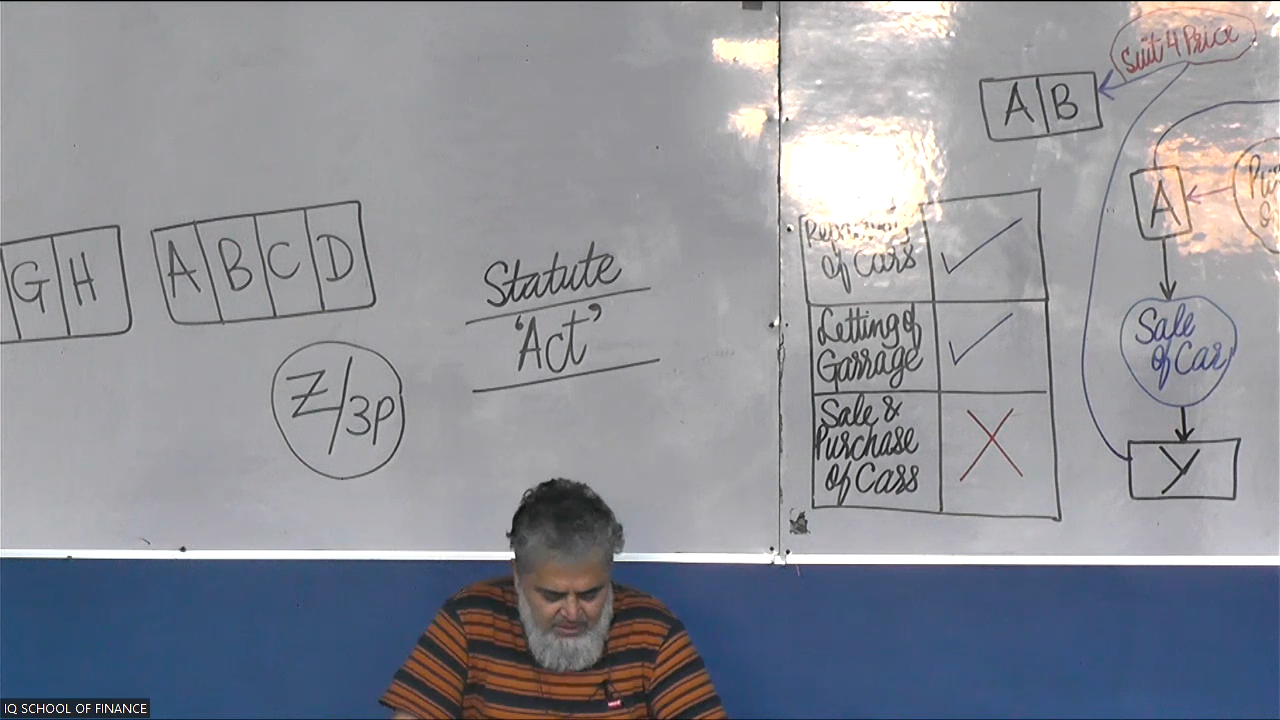 G H
A B C D
Z/3p
Statute
'Act'
of Cars
Letting of
Garrage
Sale &
Purchase
of Cars
A B
Suit 4 Price
A
Sale
of Car
Y
IQ SCHOOL OF FINANCE